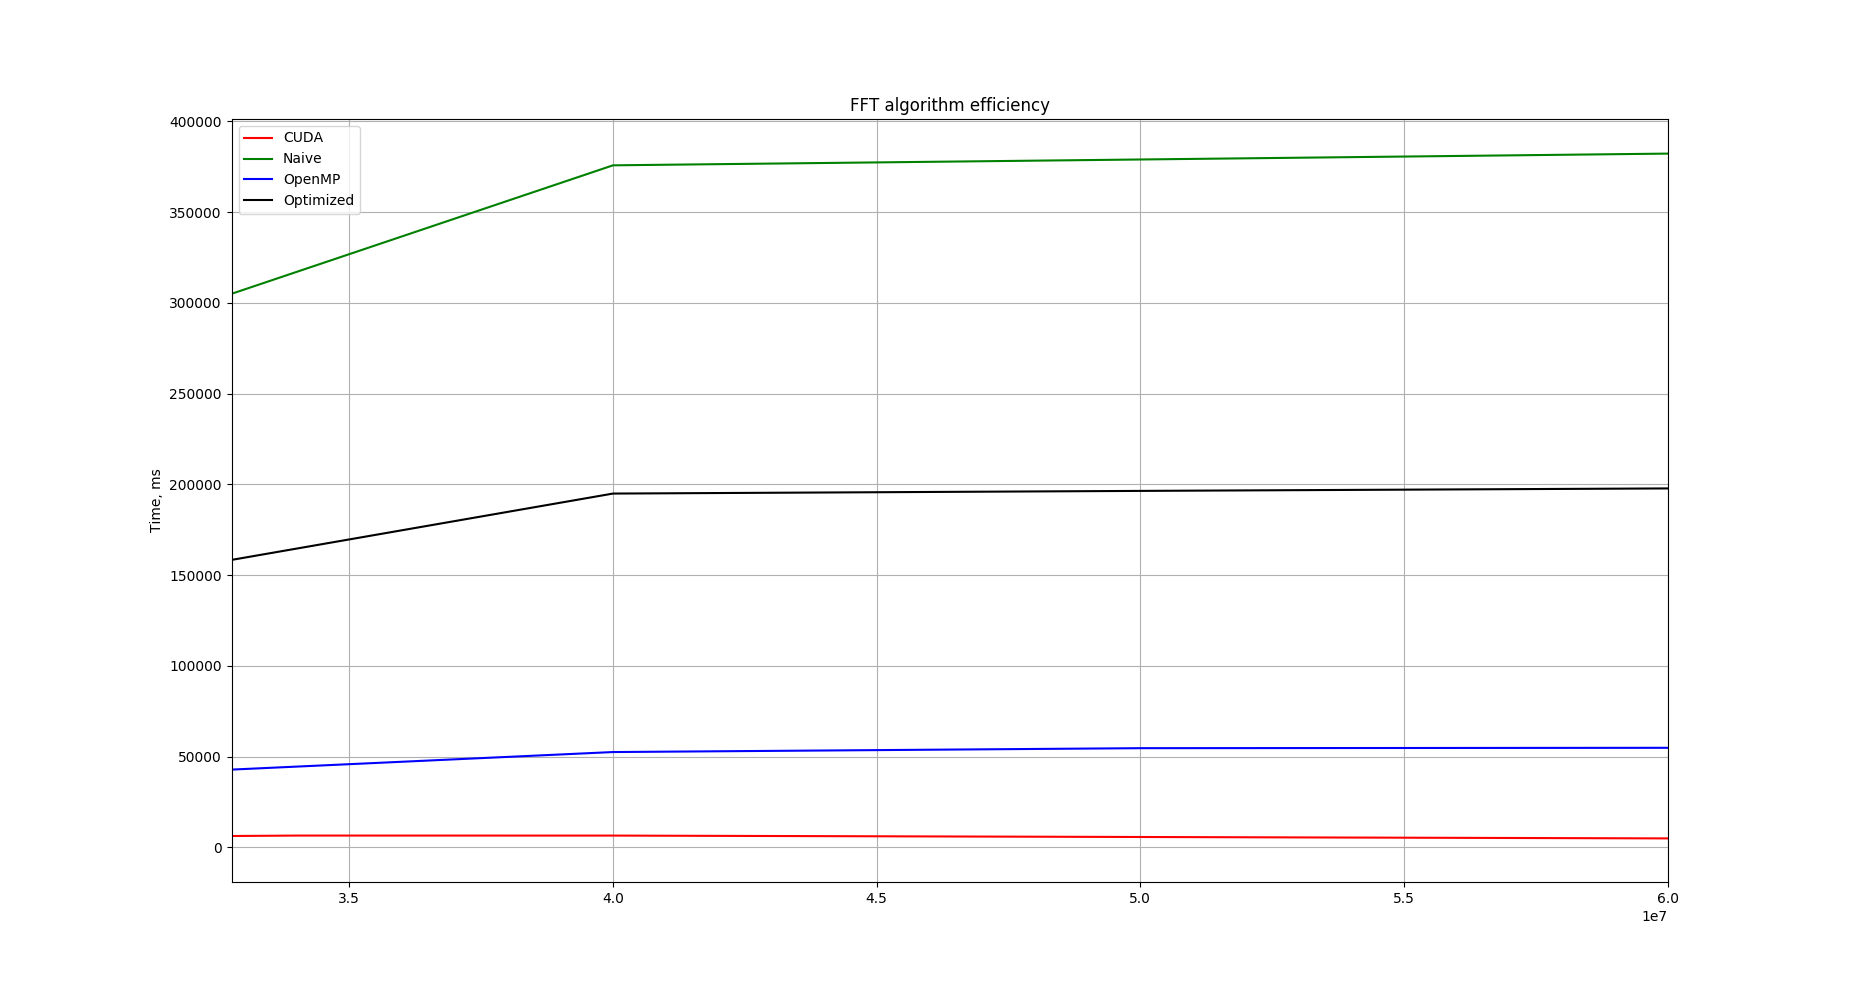 FFT algorithm efficiency
400000
350000
300000
250000
200000
150000
100000
50000
0
Time, ms
CUDA
Naive
OpenMP
Optimized
3.5 4.0 4.5 5.0 5.5 6.0
1e7